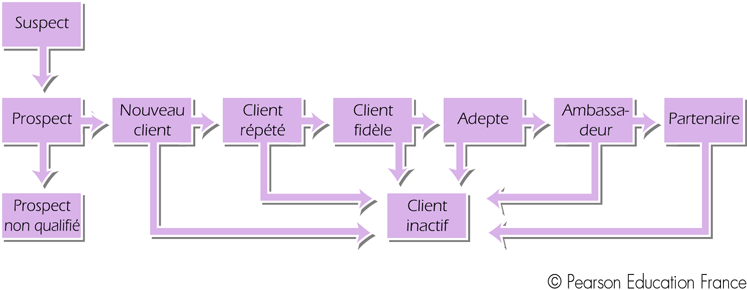 Suspect
Prospect
Nouveau
client
Client
répété
Client
fidèle
Adepte
Ambassa-
deur
Partenaire
Prospect
non qualifié
Client
inactif
© Pearson Education France